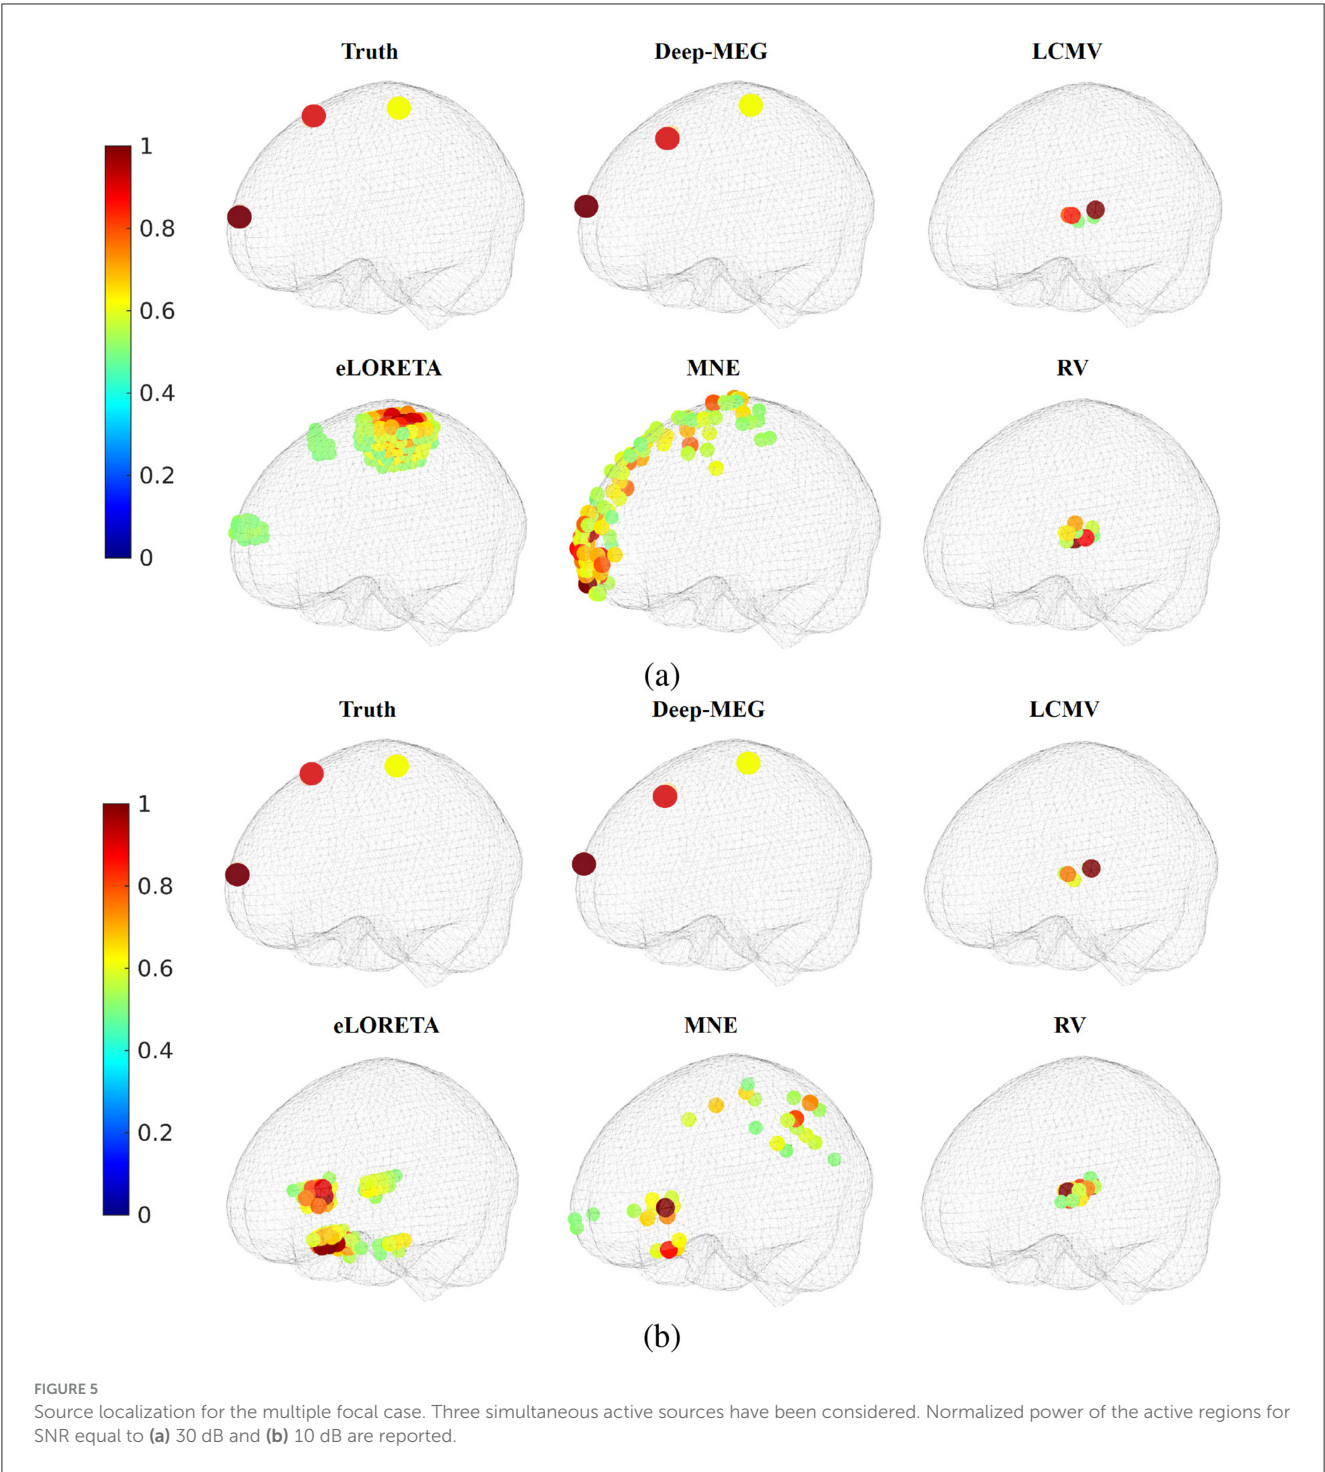 Truth
Deep-MEG
LCMV
1
0.8
0.6
0.4
0.2
0
eLORETA
MNE
RV
(a)
Truth
Deep-MEG
LCMV
1
0.8
0.6
0.4
0.2
0
eLORETA
MNE
RV
(b)
FIGURE 5
Source localization for the multiple focal case. Three simultaneous active sources have been considered. Normalized power of the active regions for
SNR equal to (a) 30 dB and (b) 10 dB are reported.